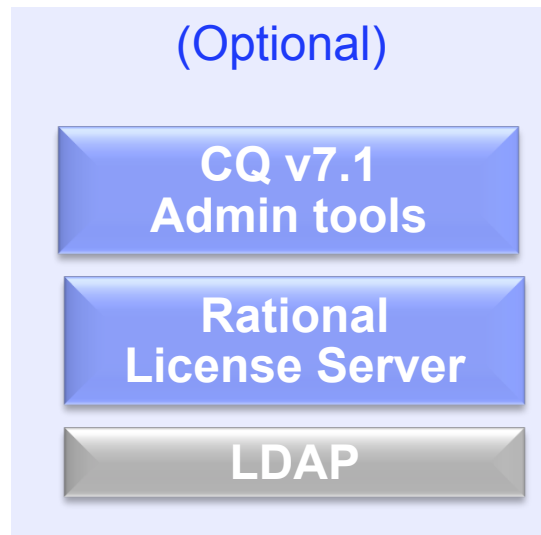 (Optional)
CQ v7.1
Admin tools
Rational
License Server
LDAP